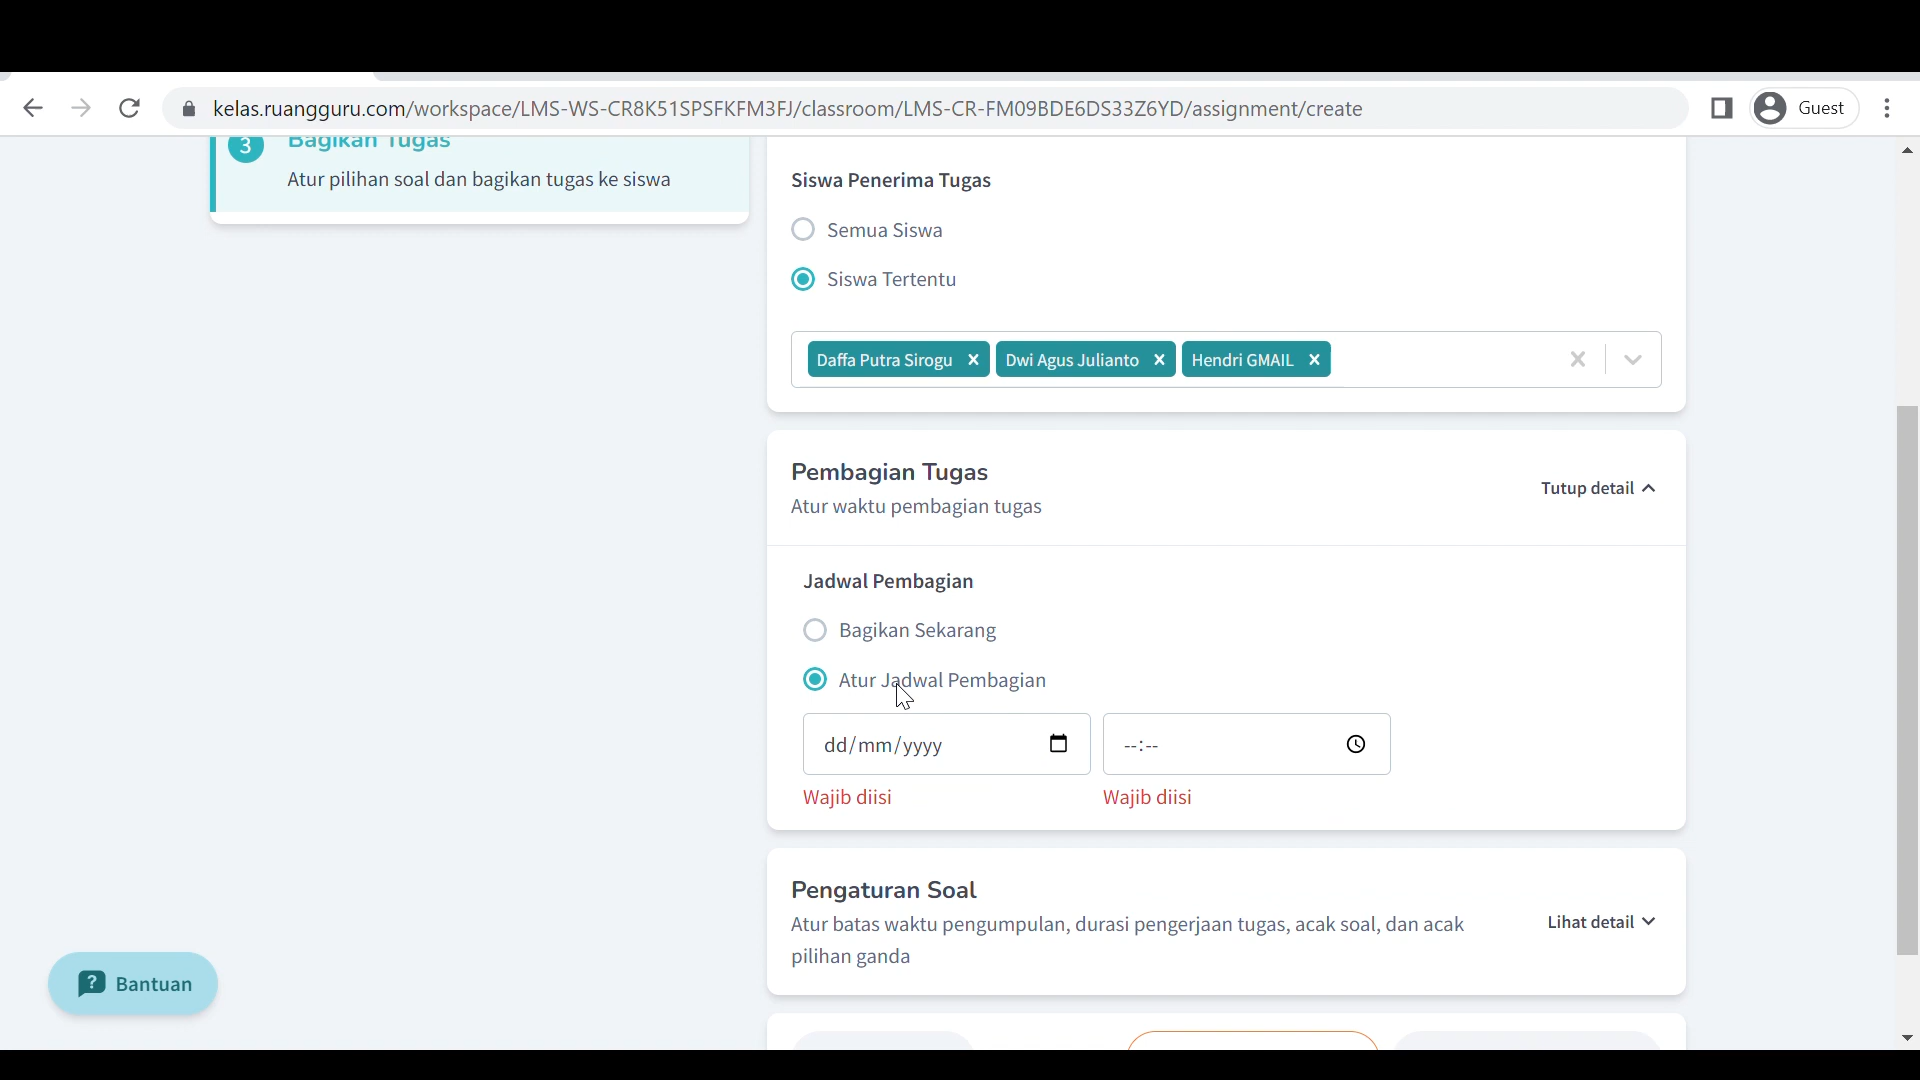 kelas.ruangguru.com/workspace/LMS-WS-CR8K51SPSFKFM3FJ/classroom/LMS-CR-FM09BDE6DS33Z6YD/assignment/create
Guest
3 Bagikan Tugas
Atur pilihan soal dan bagikan tugas ke siswa
Siswa Penerima Tugas
Semua Siswa
Siswa Tertentu
Daffa Putra Sirogu Dwi Agus Julianto Hendri GMAIL
Pembagian Tugas
Atur waktu pembagian tugas
Tutup detail
Jadwal Pembagian
Bagikan Sekarang
Atur Jadwal Pembagian
dd/mm/yyyy --:--
Wajib diisi Wajib diisi
Pengaturan Soal
Atur batas waktu pengumpulan, durasi pengerjaan tugas, acak soal, dan acak
pilihan ganda
Lihat detail
? Bantuan